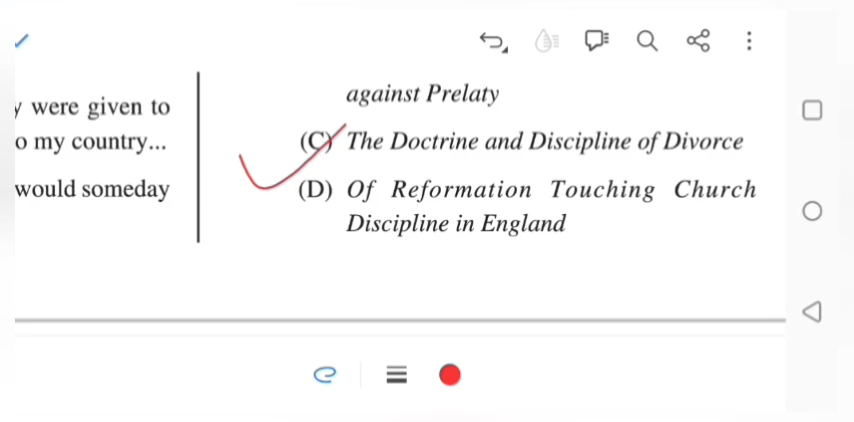 y were given to
o my country...
would someday
against Prelaty
(C) The Doctrine and Discipline of Divorce
(D) Of Reformation Touching Church
Discipline in England